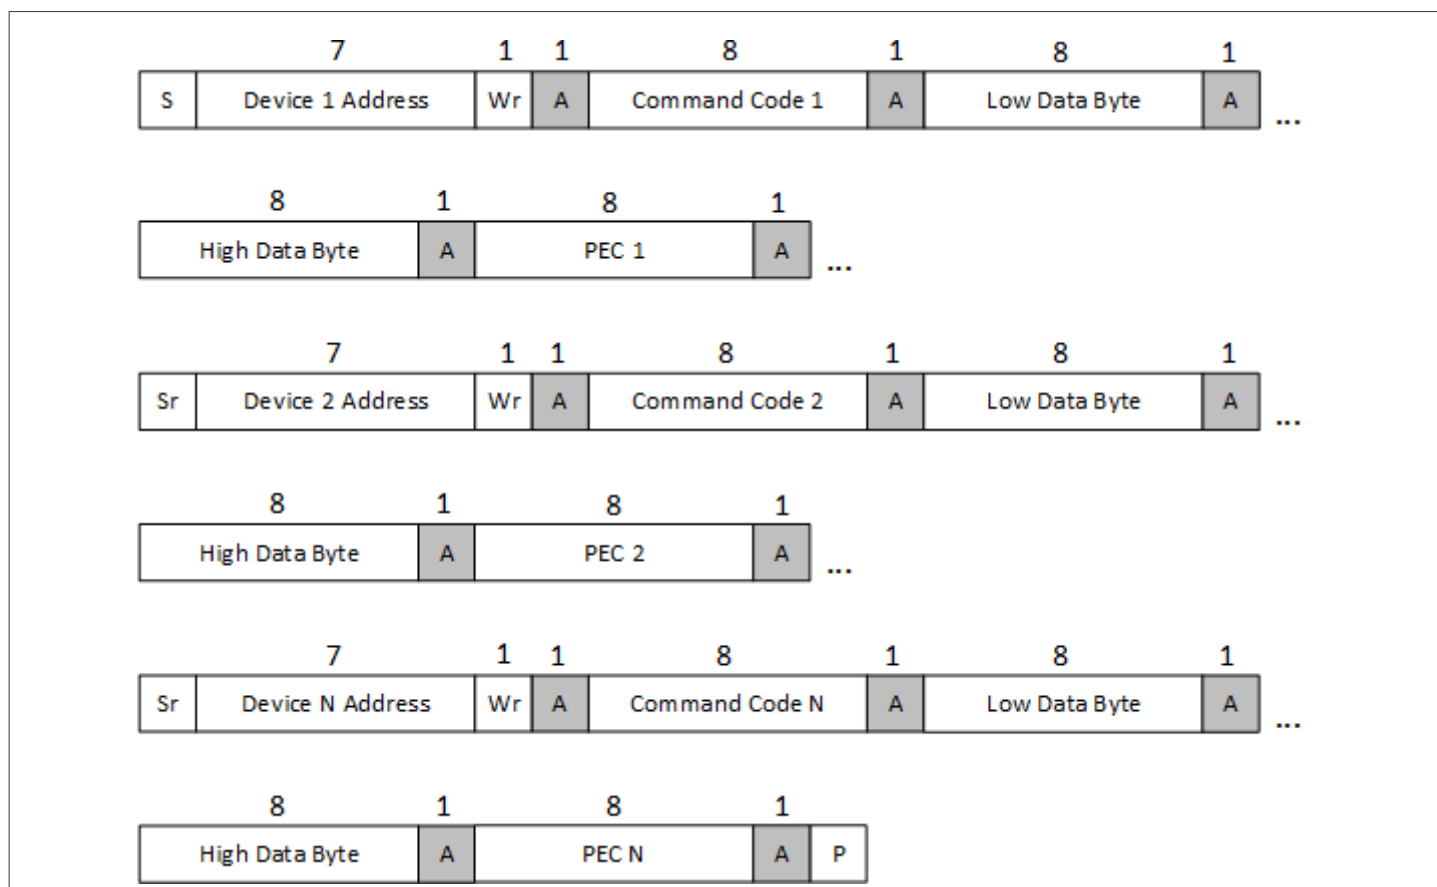 7 1 1 8 1 8 1
S Device 1 Address Wr A Command Code 1 A Low Data Byte A ...
8 1 8 1
High Data Byte A PEC 1 A ...
7 1 1 8 1 8 1
Sr Device 2 Address Wr A Command Code 2 A Low Data Byte A ...
8 1 8 1
High Data Byte A PEC 2 A ...
7 1 1 8 1 8 1
Sr Device N Address Wr A Command Code N A Low Data Byte A ...
8 1 8 1
High Data Byte A PEC N A P